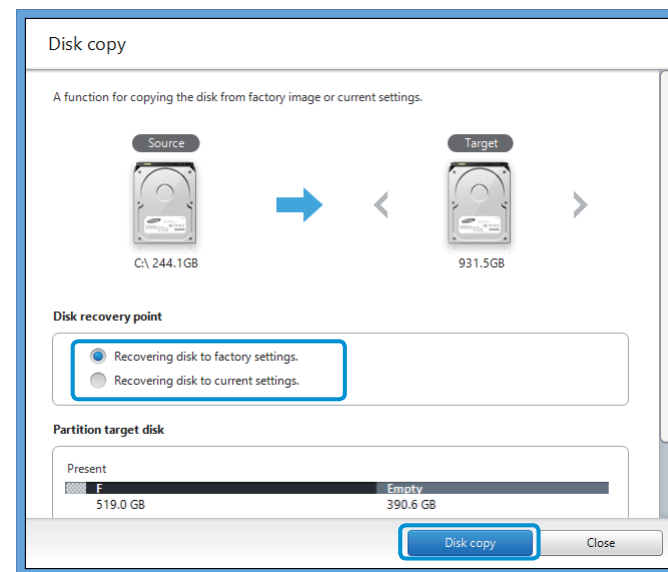 Disk copy
A function for copying the disk from factory image or current settings.
Source
Target
C:\ 244.1GB
931.5GB
Disk recovery point
Recovering disk to factory settings.
Recovering disk to current settings.
Partition target disk
Present
F
Empty
519.0 GB
390.6 GB
Disk copy
Close